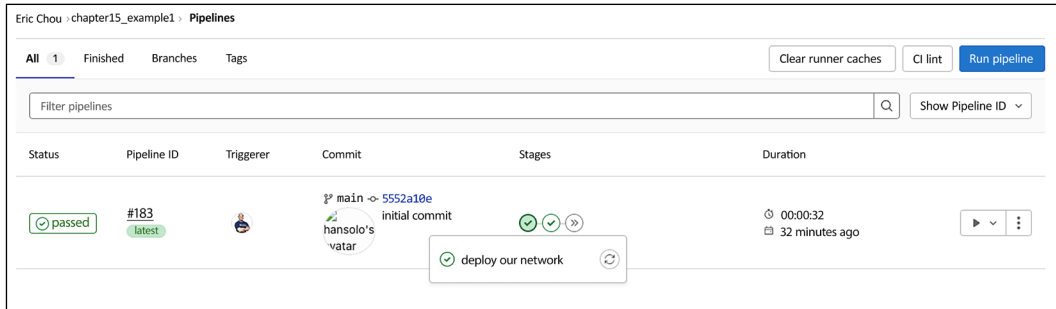 Eric Chou > chapter15_example1 > Pipelines
All 1 Finished Branches Tags Clear runner caches CI lint Run pipeline
Filter pipelines Show Pipeline ID
Status Pipeline ID Triggerer Commit Stages Duration
main 5552a10e
passed #183 initial commit 00:00:32
latest hansolo's 32 minutes ago
vatar
deploy our network